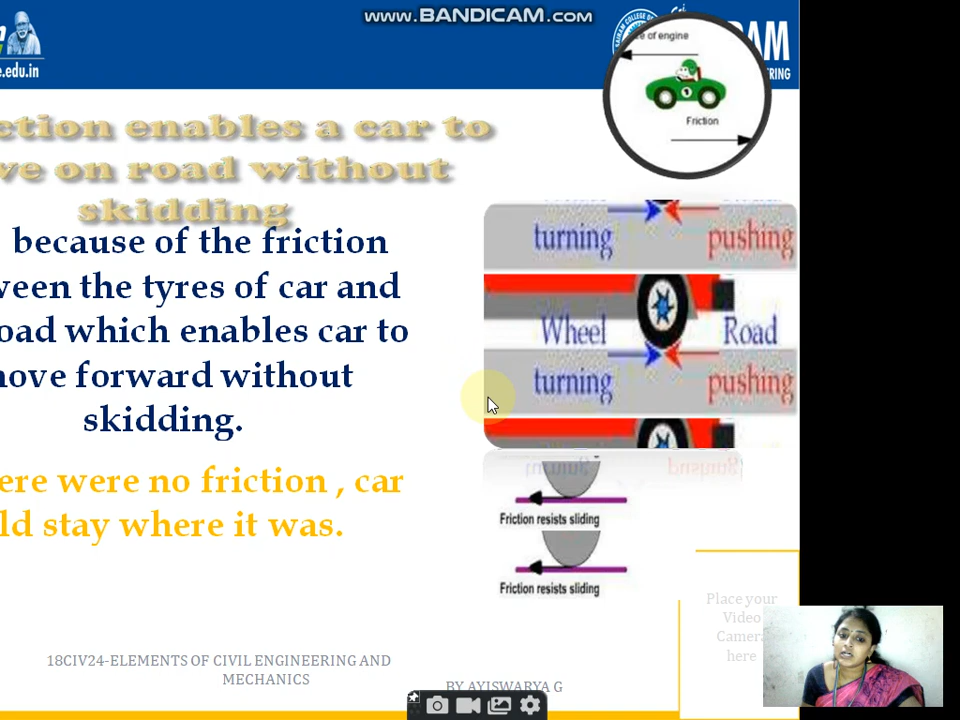 www.BANDICAM.com
e.edu.in
re of engine
Friction
ction enables a car to
ve on road without
skidding
because of the friction
ween the tyres of car and
road which enables car to
move forward without
skidding.
ere were no friction , car
ld stay where it was.
turning pushing
Wheel Road
turning pushing
Friction resists sliding
Friction resists sliding
Place your
Video
Camera
here
18CIV24-ELEMENTS OF CIVIL ENGINEERING AND
MECHANICS
BY AYISWARYA G